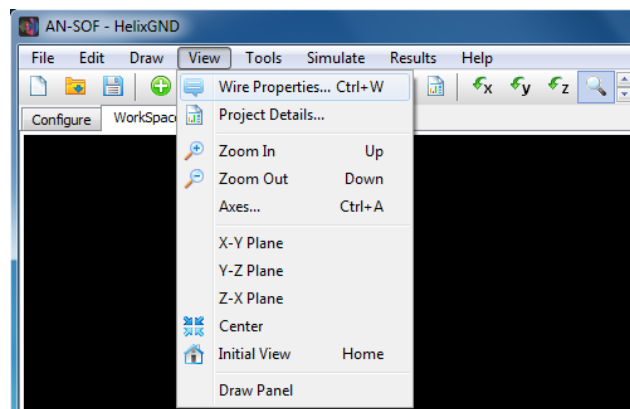 AN-SOF - HelixGND
File Edit Draw View Tools Simulate Results Help
x y z
Wire Properties... Ctrl+W
Configure WorkSpac
Project Details...
Zoom In Up
Zoom Out Down
Axes... Ctrl+A
X-Y Plane
Y-Z Plane
Z-X Plane
Center
Initial View Home
Draw Panel